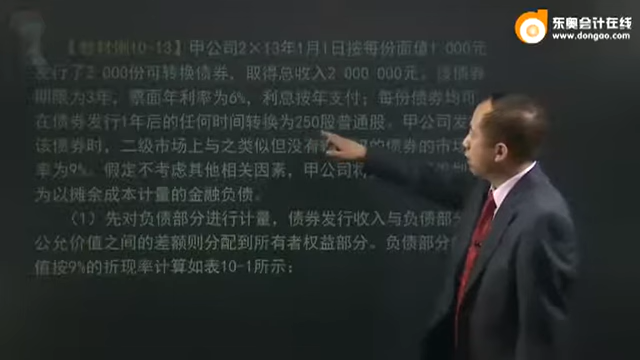 东奥会计在线
www.dongao.com
【教材例10-13】甲公司2×13年1月1日按每份面值1 000元
发行了2 000份可转换债券，取得总收入2 000 000元。该债券
期限为3年，票面年利率为6%，利息按年支付；每份债券均可
在债券发行1年后的任何时间转换为250股普通股。甲公司发
该债券时，二级市场上与之类似但没有 的债券的市场
率为9%。假定不考虑其他相关因素，甲公司将
为以摊余成本计量的金融负债。
（1）先对负债部分进行计量，债券发行收入与负债部分
公允价值之间的差额则分配到所有者权益部分。负债部分
值按9%的折现率计算如表10-1所示：